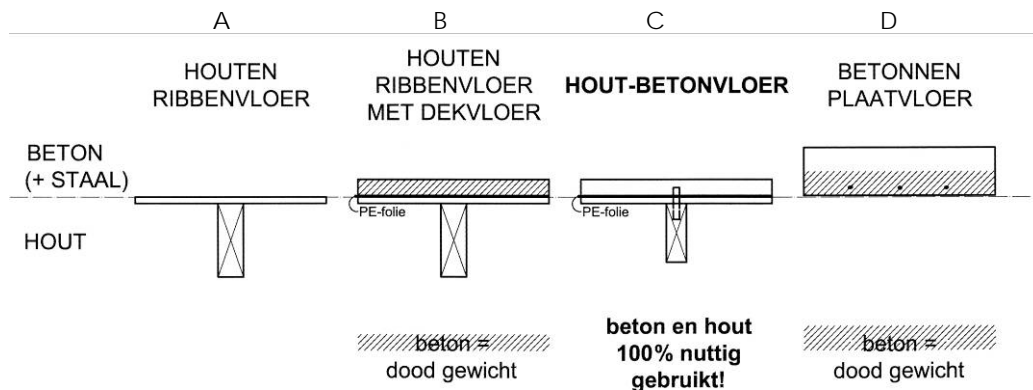 A
B
C
D
HOUTEN
RIBBENVLOER
HOUTEN
RIBBENVLOER
MET DEKVLOER
HOUT-BETONVLOER
BETONNEN
PLAATVLOER
BETON
(+ STAAL)
PE-folie
PE-folie
HOUT
beton =
dood gewicht
beton en hout
100% nuttig
gebruikt!
beton =
dood gewicht